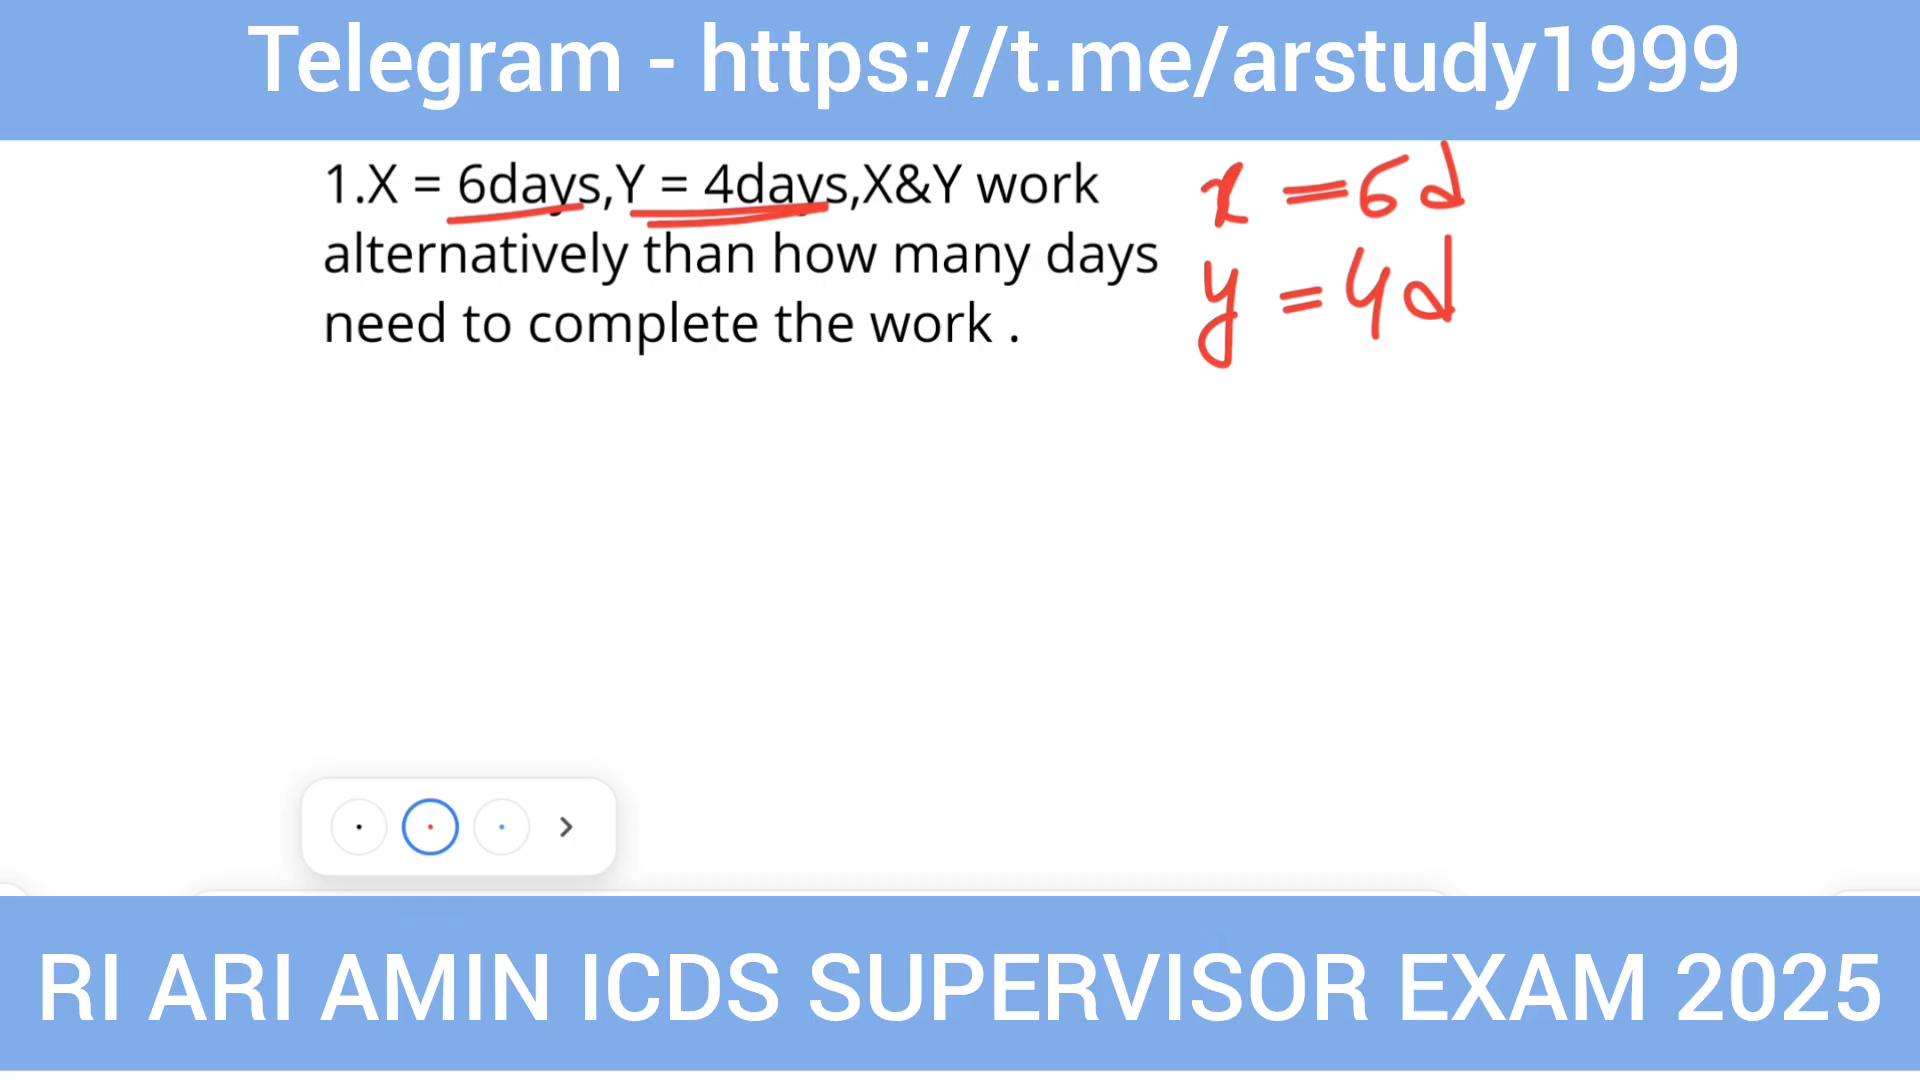 Telegram - https://t.me/arstudy1999
1.X = 6days,Y = 4days,X&Y work
alternatively than how many days
need to complete the work .
x = 6d
y = 4d
RI ARI AMIN ICDS SUPERVISOR EXAM 2025